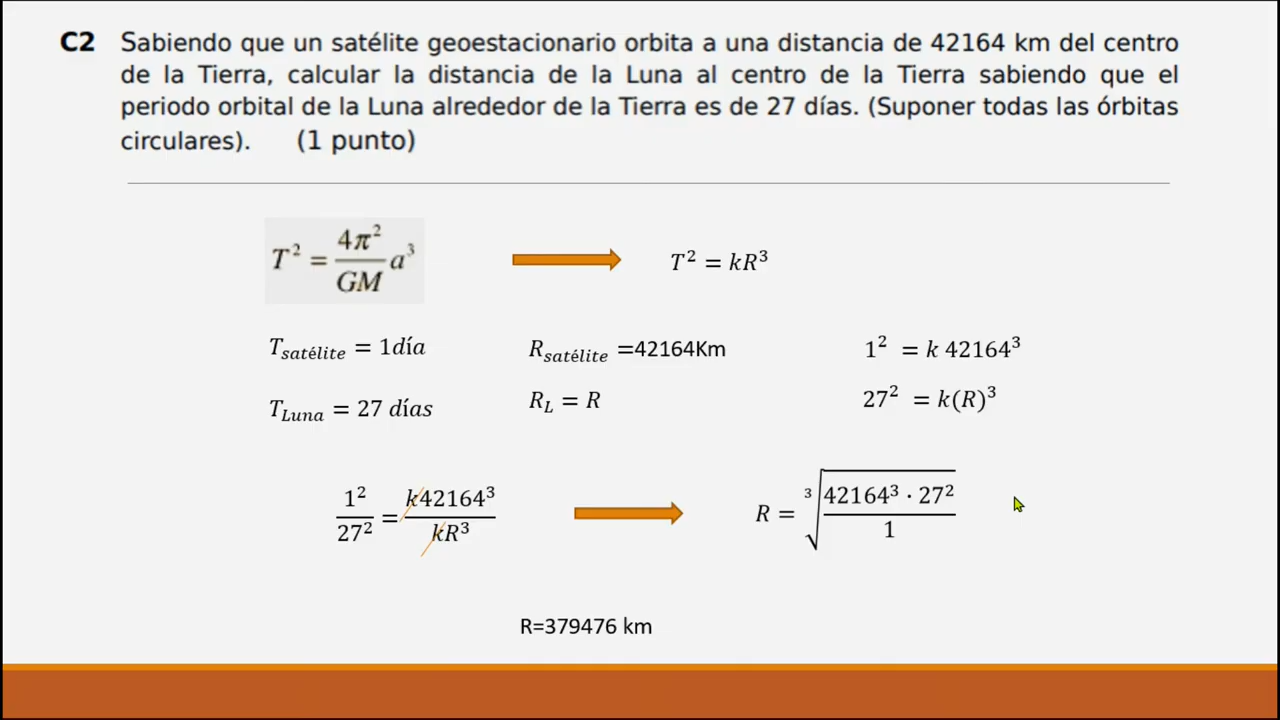 C2 Sabiendo que un satélite geoestacionario orbita a una distancia de 42164 km del centro
de la Tierra, calcular la distancia de la Luna al centro de la Tierra sabiendo que el
periodo orbital de la Luna alrededor de la Tierra es de 27 días. (Suponer todas las órbitas
circulares). (1 punto)
T² = 4π²/GM a³
T² = kR³
T_satélite = 1día
R_satélite =42164Km
1² = k 42164³
T_Luna = 27 días
R_L = R
27² = k(R)³
1²/27² = k42164³/kR³
R = ∛(42164³ · 27²/1)
R=379476 km